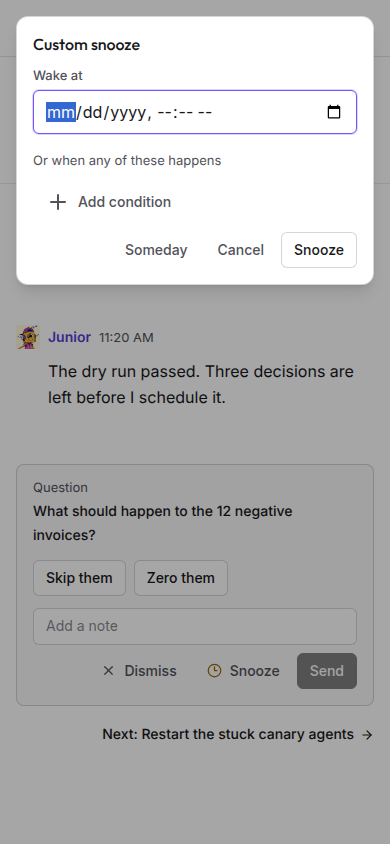 Custom snooze
Wake at
mm/dd/yyyy, --:-- --
Or when any of these happens
Add condition
Someday
Cancel
Snooze
Junior 11:20 AM
The dry run passed. Three decisions are
left before I schedule it.
Question
What should happen to the 12 negative
invoices?
Skip them
Zero them
Add a note
Dismiss
Snooze
Send
Next: Restart the stuck canary agents